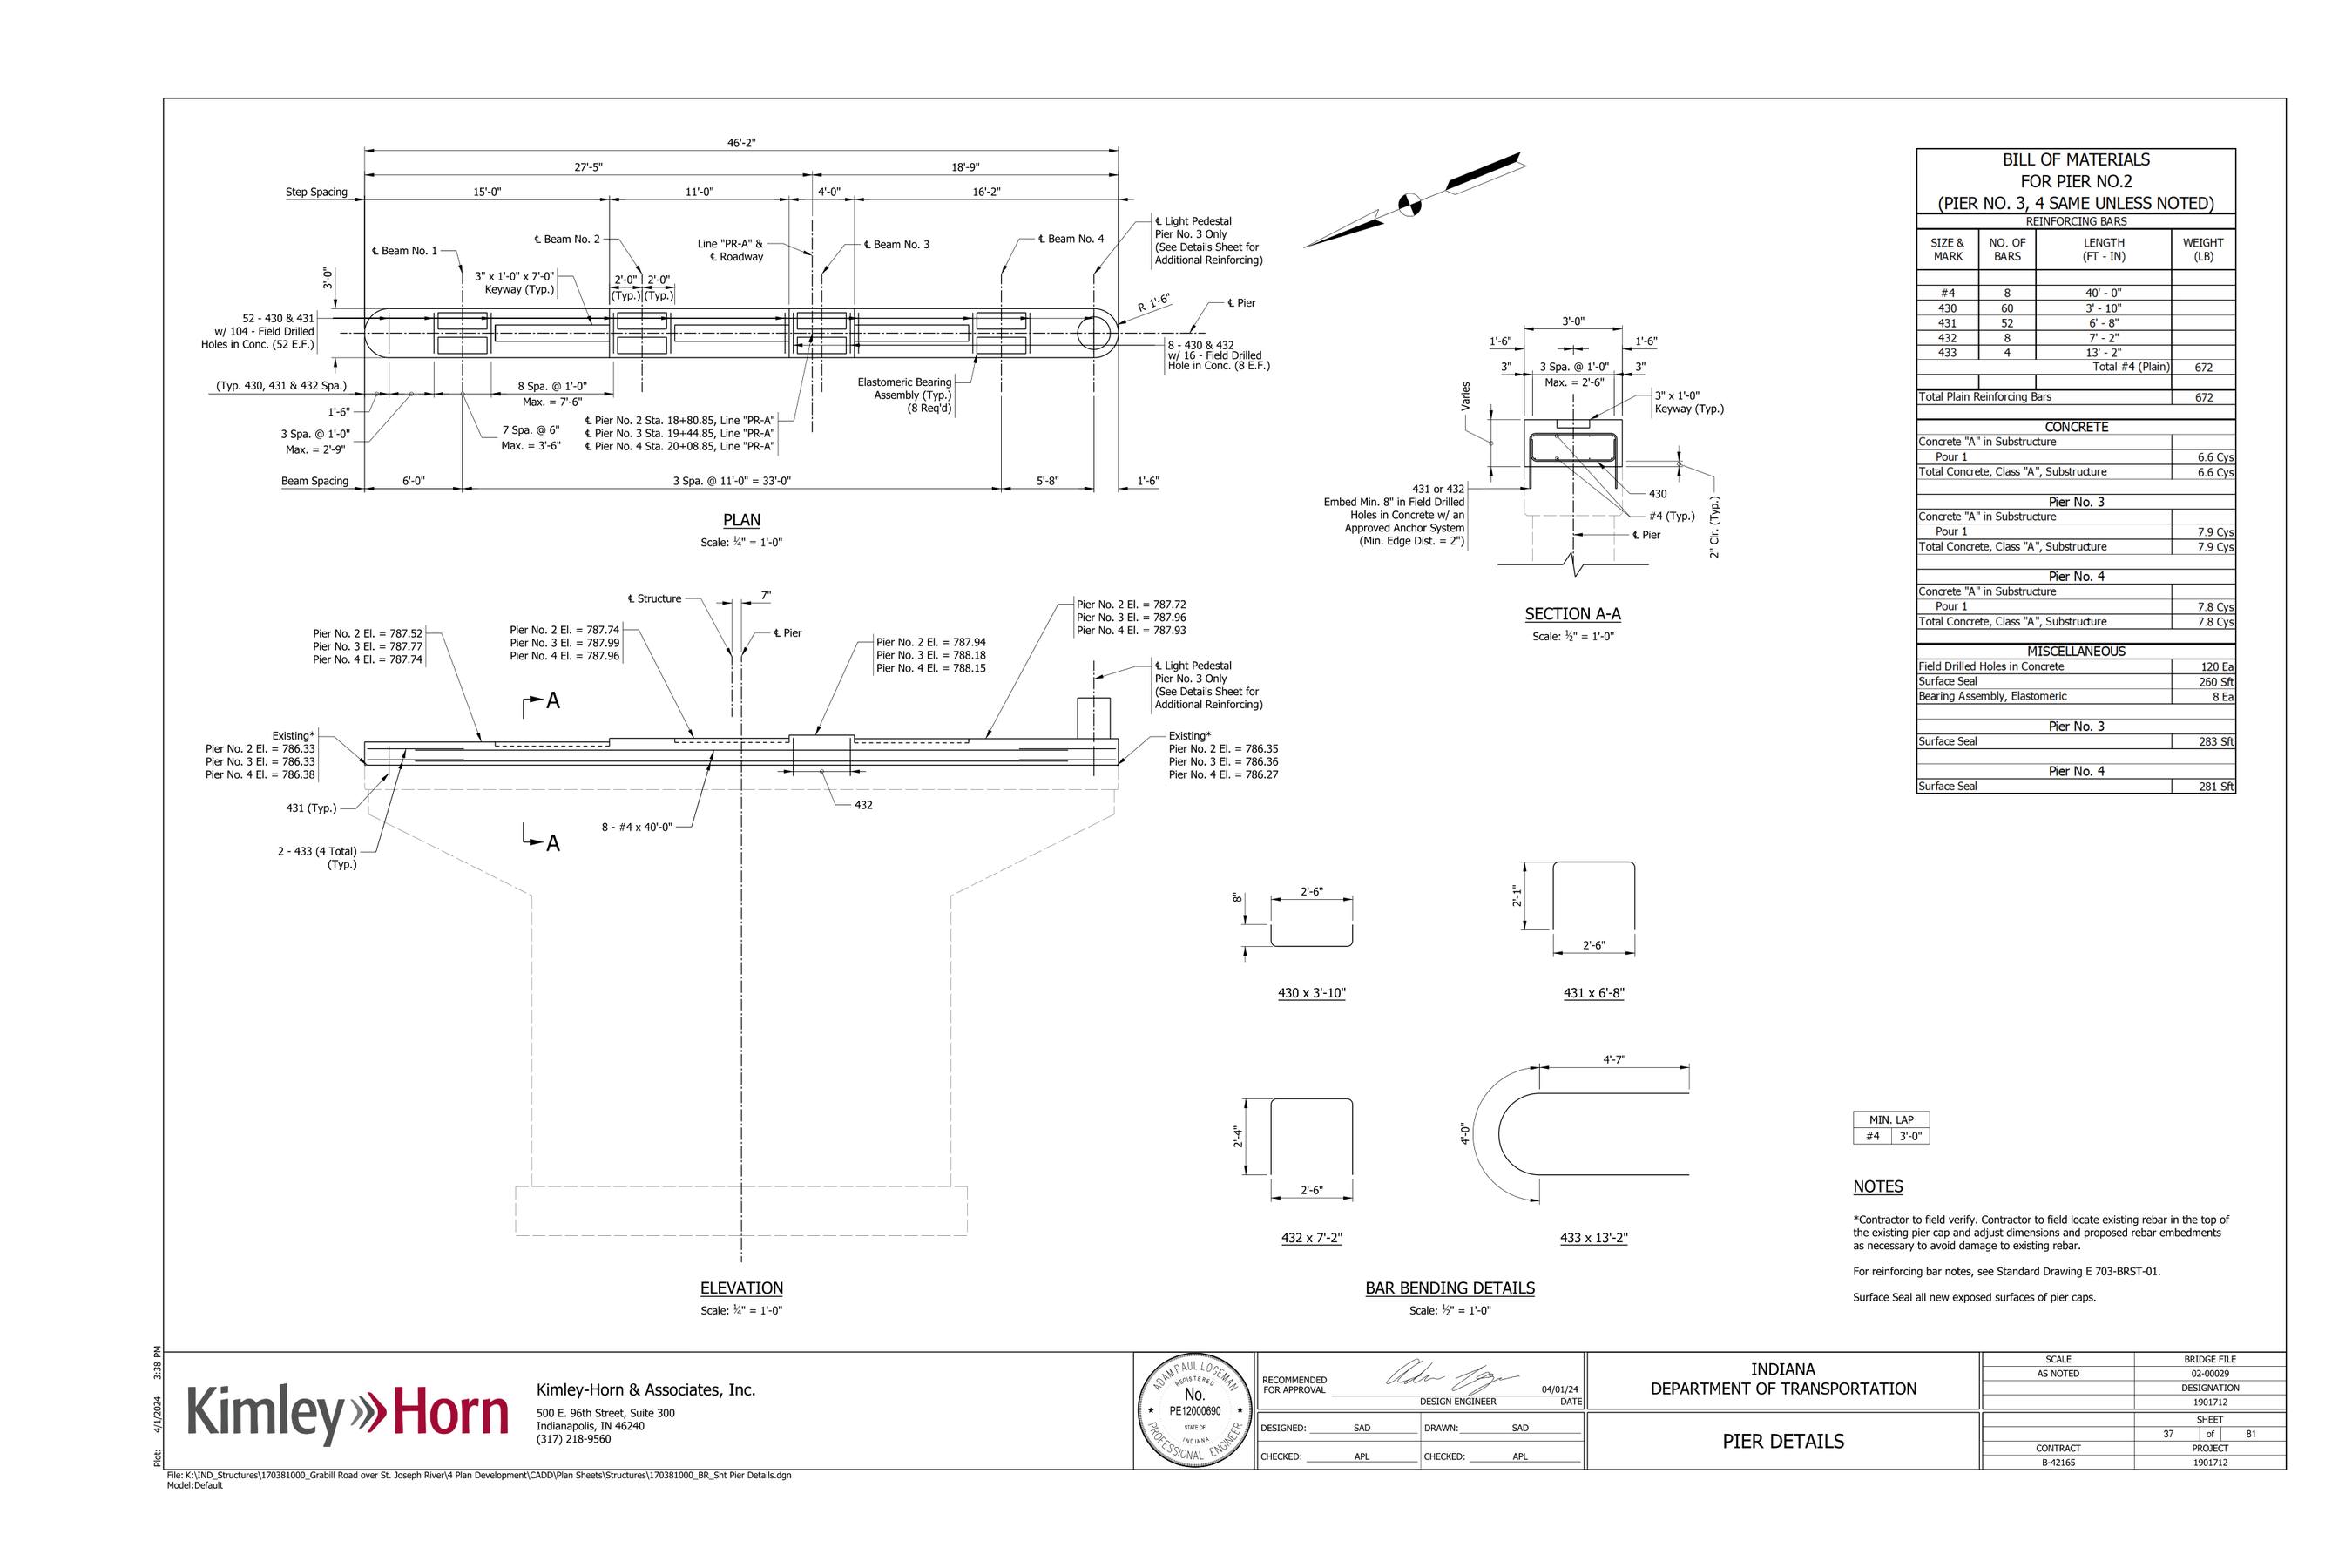 46'-2"
27'-5"
18'-9"
Step Spacing
15'-0"
11'-0"
4'-0"
16'-2"
℄ Beam No. 1
℄ Beam No. 2
Line "PR-A" &
℄ Roadway
℄ Beam No. 3
℄ Beam No. 4
℄ Light Pedestal
Pier No. 3 Only
(See Details Sheet for
Additional Reinforcing)
3'-0"
3" x 1'-0" x 7'-0"
Keyway (Typ.)
2'-0"
2'-0"
(Typ.)
(Typ.)
R 1'-6"
℄ Pier
52 - 430 & 431
w/ 104 - Field Drilled
Holes in Conc. (52 E.F.)
8 - 430 & 432
w/ 16 - Field Drilled
Hole in Conc. (8 E.F.)
(Typ. 430, 431 & 432 Spa.)
1'-6"
3 Spa. @ 1'-0"
Max. = 2'-9"
8 Spa. @ 1'-0"
Max. = 7'-6"
7 Spa. @ 6"
Max. = 3'-6"
℄ Pier No. 2 Sta. 18+80.85, Line "PR-A"
℄ Pier No. 3 Sta. 19+44.85, Line "PR-A"
℄ Pier No. 4 Sta. 20+08.85, Line "PR-A"
Elastomeric Bearing
Assembly (Typ.)
(8 Req'd)
Beam Spacing
6'-0"
3 Spa. @ 11'-0" = 33'-0"
5'-8"
1'-6"
PLAN
Scale: ¼" = 1'-0"
3'-0"
1'-6"
1'-6"
3"
3 Spa. @ 1'-0"
3"
Max. = 2'-6"
Varies
3" x 1'-0"
Keyway (Typ.)
431 or 432
Embed Min. 8" in Field Drilled
Holes in Concrete w/ an
Approved Anchor System
(Min. Edge Dist. = 2")
430
#4 (Typ.)
℄ Pier
2" Clr. (Typ.)
SECTION A-A
Scale: ½" = 1'-0"
℄ Structure
7"
℄ Pier
Pier No. 2 El. = 787.52
Pier No. 3 El. = 787.77
Pier No. 4 El. = 787.74
Pier No. 2 El. = 787.74
Pier No. 3 El. = 787.99
Pier No. 4 El. = 787.96
Pier No. 2 El. = 787.94
Pier No. 3 El. = 788.18
Pier No. 4 El. = 788.15
Pier No. 2 El. = 787.72
Pier No. 3 El. = 787.96
Pier No. 4 El. = 787.93
℄ Light Pedestal
Pier No. 3 Only
(See Details Sheet for
Additional Reinforcing)
A
Existing*
Pier No. 2 El. = 786.33
Pier No. 3 El. = 786.33
Pier No. 4 El. = 786.38
Existing*
Pier No. 2 El. = 786.35
Pier No. 3 El. = 786.36
Pier No. 4 El. = 786.27
431 (Typ.)
432
8 - #4 x 40'-0"
A
2 - 433 (4 Total)
(Typ.)
ELEVATION
Scale: ¼" = 1'-0"
8"
2'-6"
430 x 3'-10"
2'-1"
2'-6"
431 x 6'-8"
2'-4"
2'-6"
432 x 7'-2"
4'-7"
4'-0"
433 x 13'-2"
BAR BENDING DETAILS
Scale: ½" = 1'-0"
BILL OF MATERIALS
FOR PIER NO.2
(PIER NO. 3, 4 SAME UNLESS NOTED)
REINFORCING BARS
SIZE & MARK NO. OF BARS LENGTH (FT - IN) WEIGHT (LB)
#4 8 40' - 0"
430 60 3' - 10"
431 52 6' - 8"
432 8 7' - 2"
433 4 13' - 2"
Total #4 (Plain) 672
Total Plain Reinforcing Bars 672
CONCRETE
Concrete "A" in Substructure
Pour 1 6.6 Cys
Total Concrete, Class "A", Substructure 6.6 Cys
Pier No. 3
Concrete "A" in Substructure
Pour 1 7.9 Cys
Total Concrete, Class "A", Substructure 7.9 Cys
Pier No. 4
Concrete "A" in Substructure
Pour 1 7.8 Cys
Total Concrete, Class "A", Substructure 7.8 Cys
MISCELLANEOUS
Field Drilled Holes in Concrete 120 Ea
Surface Seal 260 Sft
Bearing Assembly, Elastomeric 8 Ea
Pier No. 3
Surface Seal 283 Sft
Pier No. 4
Surface Seal 281 Sft
MIN. LAP
#4 3'-0"
NOTES
*Contractor to field verify. Contractor to field locate existing rebar in the top of
the existing pier cap and adjust dimensions and proposed rebar embedments
as necessary to avoid damage to existing rebar.
For reinforcing bar notes, see Standard Drawing E 703-BRST-01.
Surface Seal all new exposed surfaces of pier caps.
Plot: 4/1/2024 3:38 PM
Kimley»Horn
Kimley-Horn & Associates, Inc.
500 E. 96th Street, Suite 300
Indianapolis, IN 46240
(317) 218-9560
ADAM PAUL LOGEMAN
REGISTERED
No.
PE12000690
STATE OF
INDIANA
PROFESSIONAL ENGINEER
RECOMMENDED
FOR APPROVAL
04/01/24
DESIGN ENGINEER DATE
DESIGNED: SAD DRAWN: SAD
CHECKED: APL CHECKED: APL
INDIANA
DEPARTMENT OF TRANSPORTATION
PIER DETAILS
SCALE
AS NOTED
BRIDGE FILE
02-00029
DESIGNATION
1901712
SHEET
37 of 81
CONTRACT
B-42165
PROJECT
1901712
File: K:\IND_Structures\170381000_Grabill Road over St. Joseph River\4 Plan Development\CADD\Plan Sheets\Structures\170381000_BR_Sht Pier Details.dgn
Model:Default